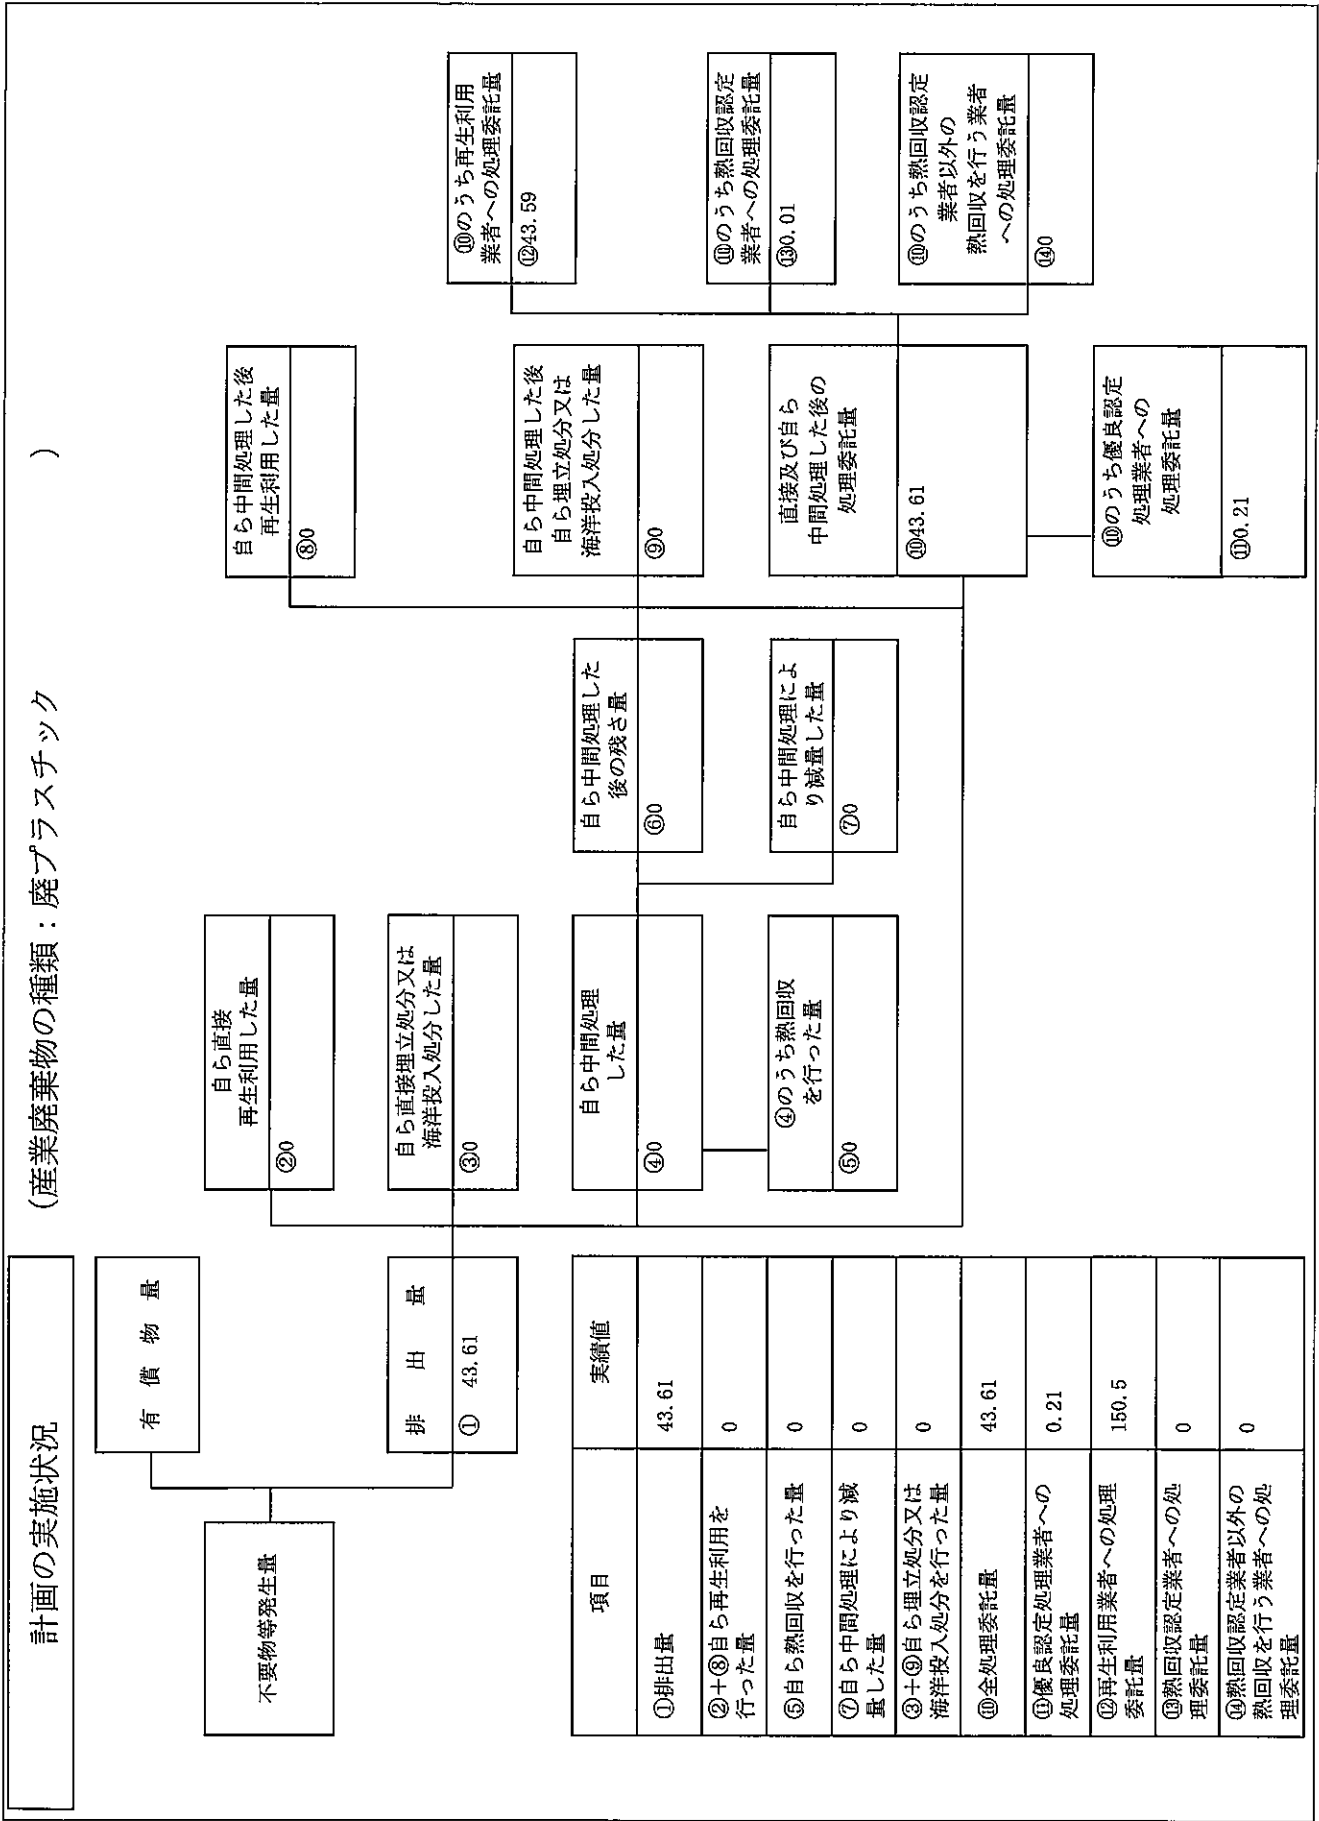 計画の実施状況
(産業廃棄物の種類：廃プラスチック　　　　　)
不要物等発生量
有 償 物 量
排 出 量
① 43.61
自ら直接
再生利用した量
②0
自ら直接埋立処分又は
海洋投入処分した量
③0
自ら中間処理
した量
④0
④のうち熱回収
を行った量
⑤0
自ら中間処理した
後の残さ量
⑥0
自ら中間処理によ
り減量した量
⑦0
自ら中間処理した後
再生利用した量
⑧0
自ら中間処理した後
自ら埋立処分又は
海洋投入処分した量
⑨0
直接及び自ら
中間処理した後の
処理委託量
⑩43.61
⑩のうち優良認定
処理業者への
処理委託量
⑪0.21
⑩のうち再生利用
業者への処理委託量
⑫43.59
⑩のうち熱回収認定
業者への処理委託量
⑬0.01
⑩のうち熱回収認定
業者以外の
熱回収を行う業者
への処理委託量
⑭0
項目 実績値
①排出量 43.61
②＋⑧自ら再生利用を
行った量 0
⑤自ら熱回収を行った量 0
⑦自ら中間処理により減
量した量 0
③＋⑨自ら埋立処分又は
海洋投入処分を行った量 0
⑩全処理委託量 43.61
⑪優良認定処理業者への
処理委託量 0.21
⑫再生利用業者への処理
委託量 150.5
⑬熱回収認定業者への処
理委託量 0
⑭熱回収認定業者以外の
熱回収を行う業者への処
理委託量 0